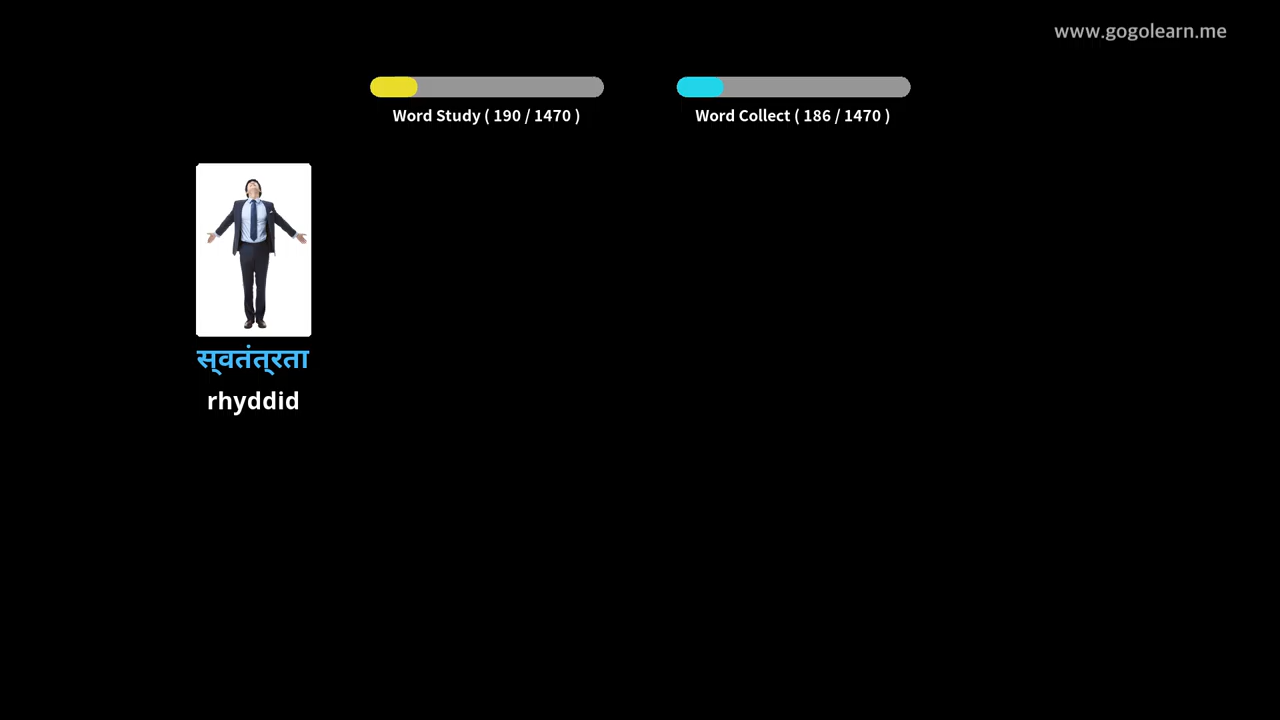 www.gogolearn.me
Word Study ( 190 / 1470 )
Word Collect ( 186 / 1470 )
स्वतंत्रता
rhyddid